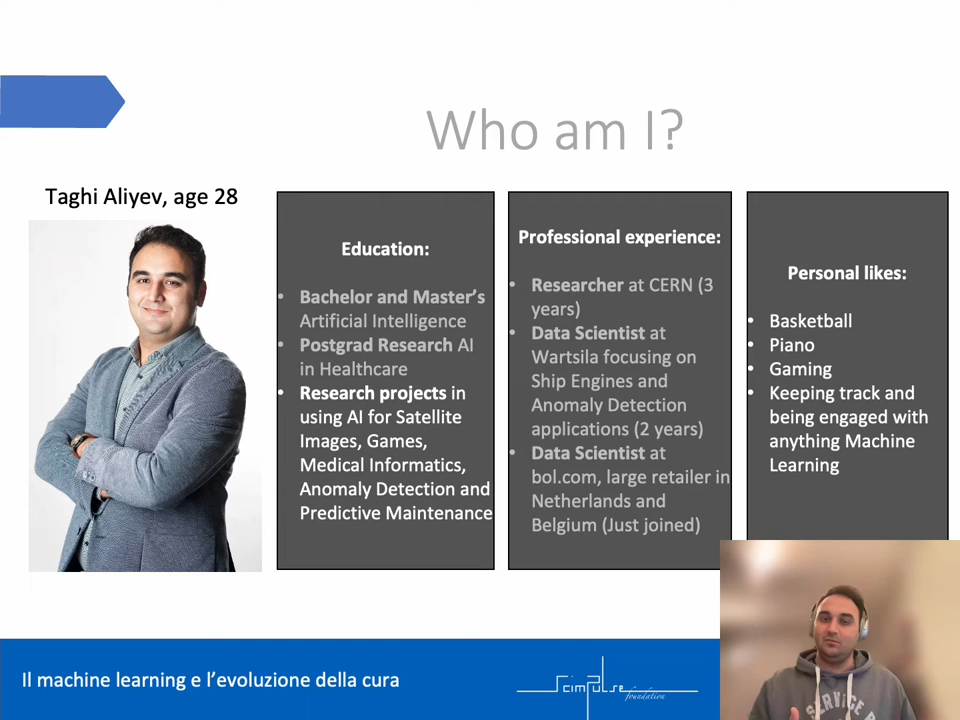 Who am I?
Taghi Aliyev, age 28
Education:
• Bachelor and Master's
Artificial Intelligence
• Postgrad Research AI
in Healthcare
• Research projects in
using AI for Satellite
Images, Games,
Medical Informatics,
Anomaly Detection and
Predictive Maintenance
Professional experience:
• Researcher at CERN (3
years)
• Data Scientist at
Wartsila focusing on
Ship Engines and
Anomaly Detection
applications (2 years)
• Data Scientist at
bol.com, large retailer in
Netherlands and
Belgium (Just joined)
Personal likes:
• Basketball
• Piano
• Gaming
• Keeping track and
being engaged with
anything Machine
Learning
Il machine learning e l'evoluzione della cura
scimpulse
foundation
SERVICE